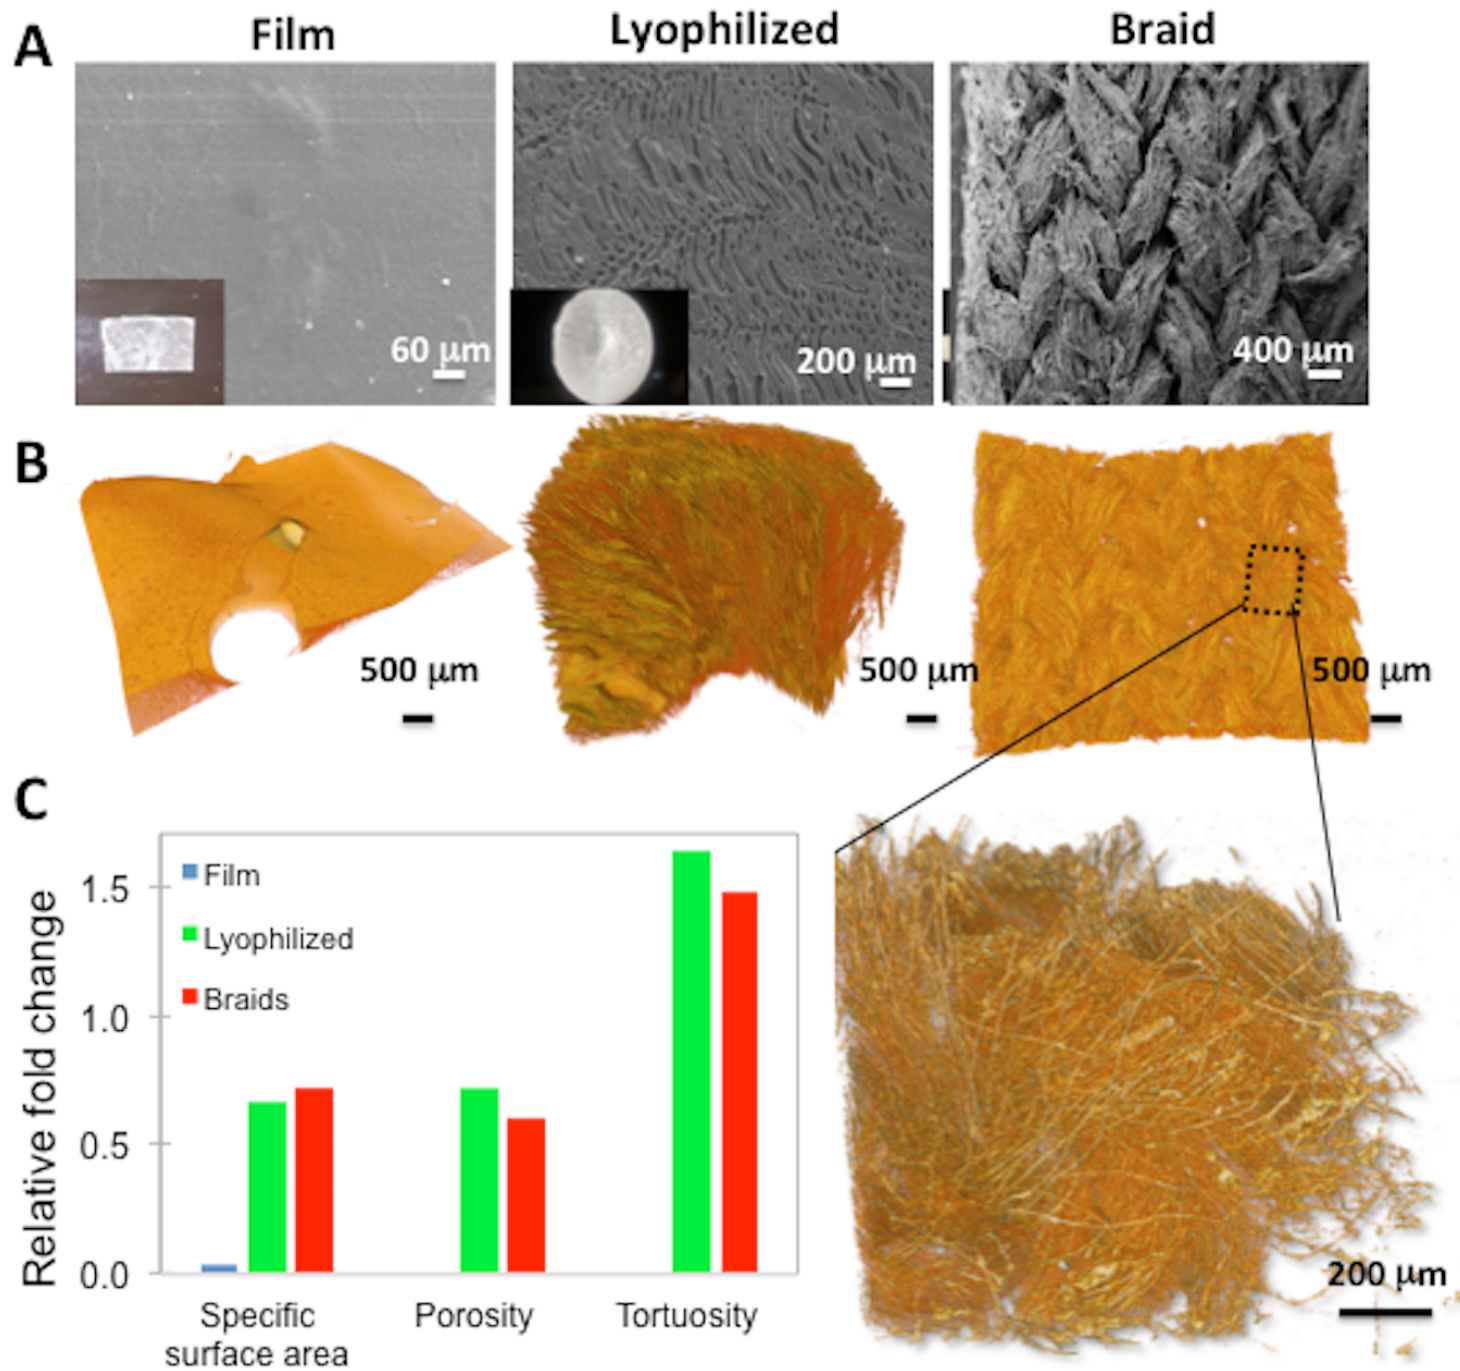 A
Film
Lyophilized
Braid
60 μm
200 μm
400 μm
B
500 μm
500 μm
500 μm
C
Relative fold change
1.5
1.0
0.5
0.0
Film
Lyophilized
Braids
Specific
surface area
Porosity
Tortuosity
200 μm